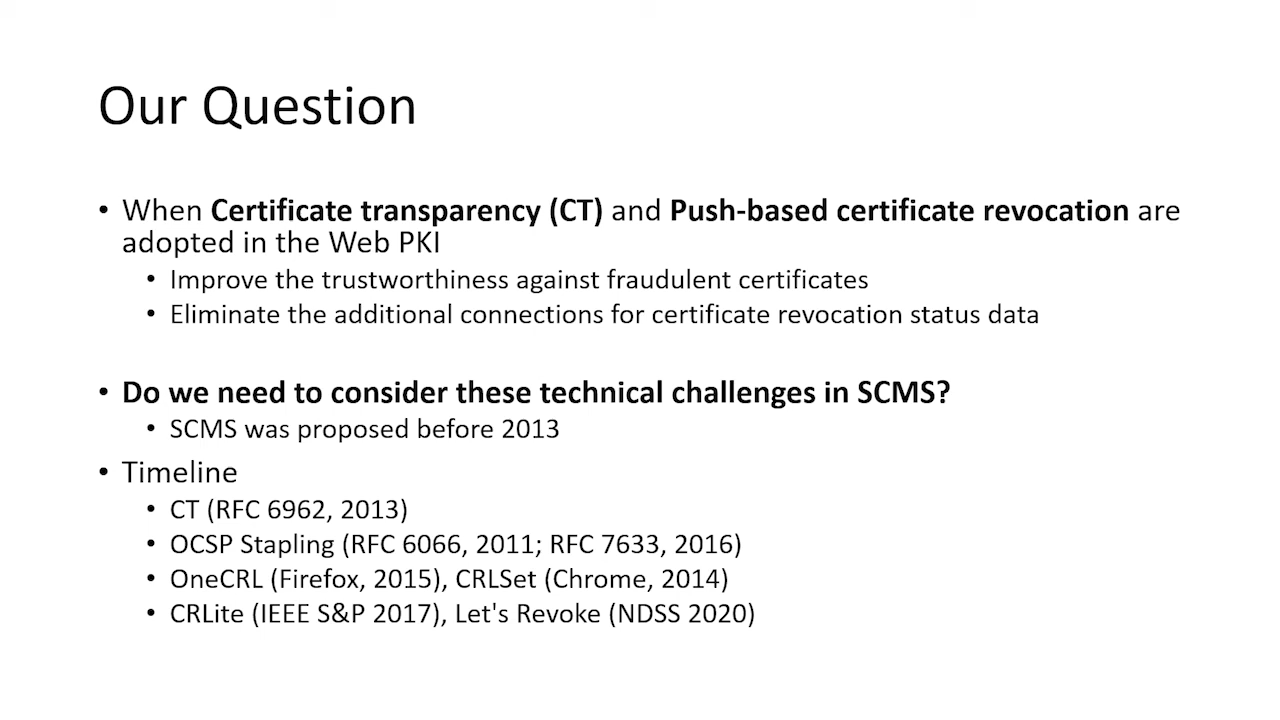 Our Question
• When Certificate transparency (CT) and Push-based certificate revocation are
adopted in the Web PKI
• Improve the trustworthiness against fraudulent certificates
• Eliminate the additional connections for certificate revocation status data
• Do we need to consider these technical challenges in SCMS?
• SCMS was proposed before 2013
• Timeline
• CT (RFC 6962, 2013)
• OCSP Stapling (RFC 6066, 2011; RFC 7633, 2016)
• OneCRL (Firefox, 2015), CRLSet (Chrome, 2014)
• CRLite (IEEE S&P 2017), Let's Revoke (NDSS 2020)